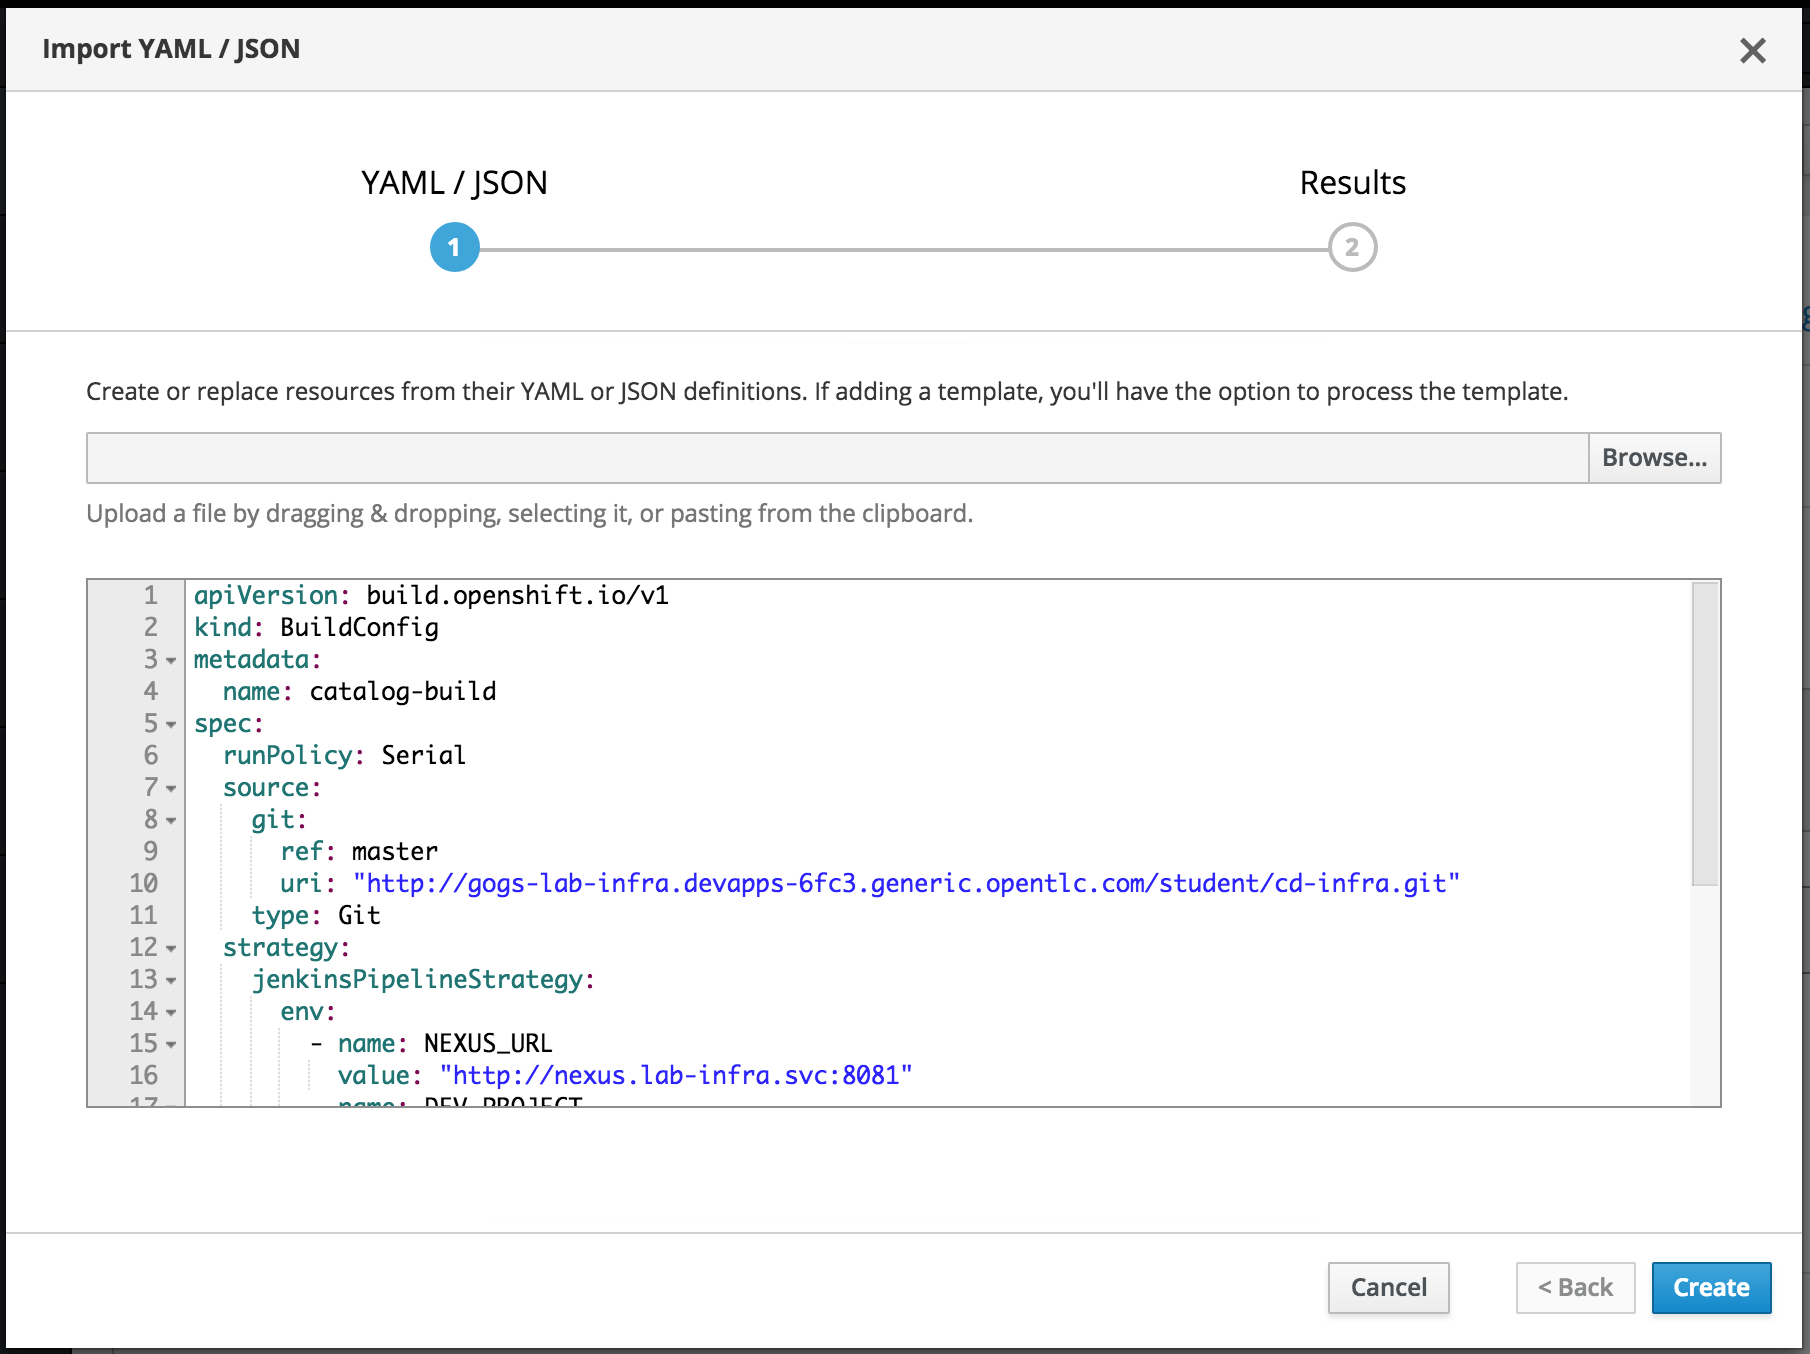 Import YAML / JSON
YAML / JSON
Results
1
2
Create or replace resources from their YAML or JSON definitions. If adding a template, you'll have the option to process the template.
Browse...
Upload a file by dragging & dropping, selecting it, or pasting from the clipboard.
1 apiVersion: build.openshift.io/v1
2 kind: BuildConfig
3 metadata:
4   name: catalog-build
5 spec:
6   runPolicy: Serial
7   source:
8     git:
9       ref: master
10       uri: "http://gogs-lab-infra.devapps-6fc3.generic.opentlc.com/student/cd-infra.git"
11     type: Git
12   strategy:
13     jenkinsPipelineStrategy:
14       env:
15         - name: NEXUS_URL
16           value: "http://nexus.lab-infra.svc:8081"
17           name: DEV_PROJECT
Cancel
< Back
Create